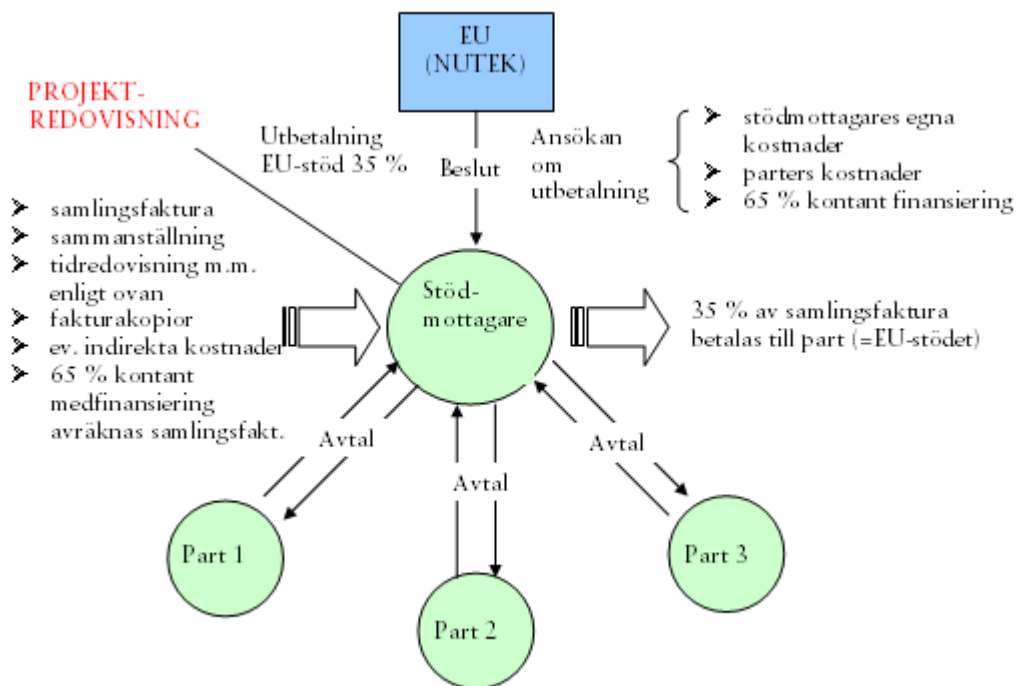 EU
(NUTEK)
PROJEKT-
REDOVISNING
Utbetalning
EU-stöd 35 %
Beslut
Ansökan
om
utbetalning
➤ stödmottagares egna
kostnader
➤ parters kostnader
➤ 65 % kontant finansiering
➤ samlingsfaktura
➤ sammanställning
➤ tidredovisning m.m.
enligt ovan
➤ fakturakopior
➤ ev. indirekta kostnader
➤ 65 % kontant
medfinansiering
avräknas samlingsfakt.
Stöd-
mottagare
35 % av samlingsfaktura
betalas till part (=EU-stödet)
Avtal
Avtal
Avtal
Part 1
Part 2
Part 3